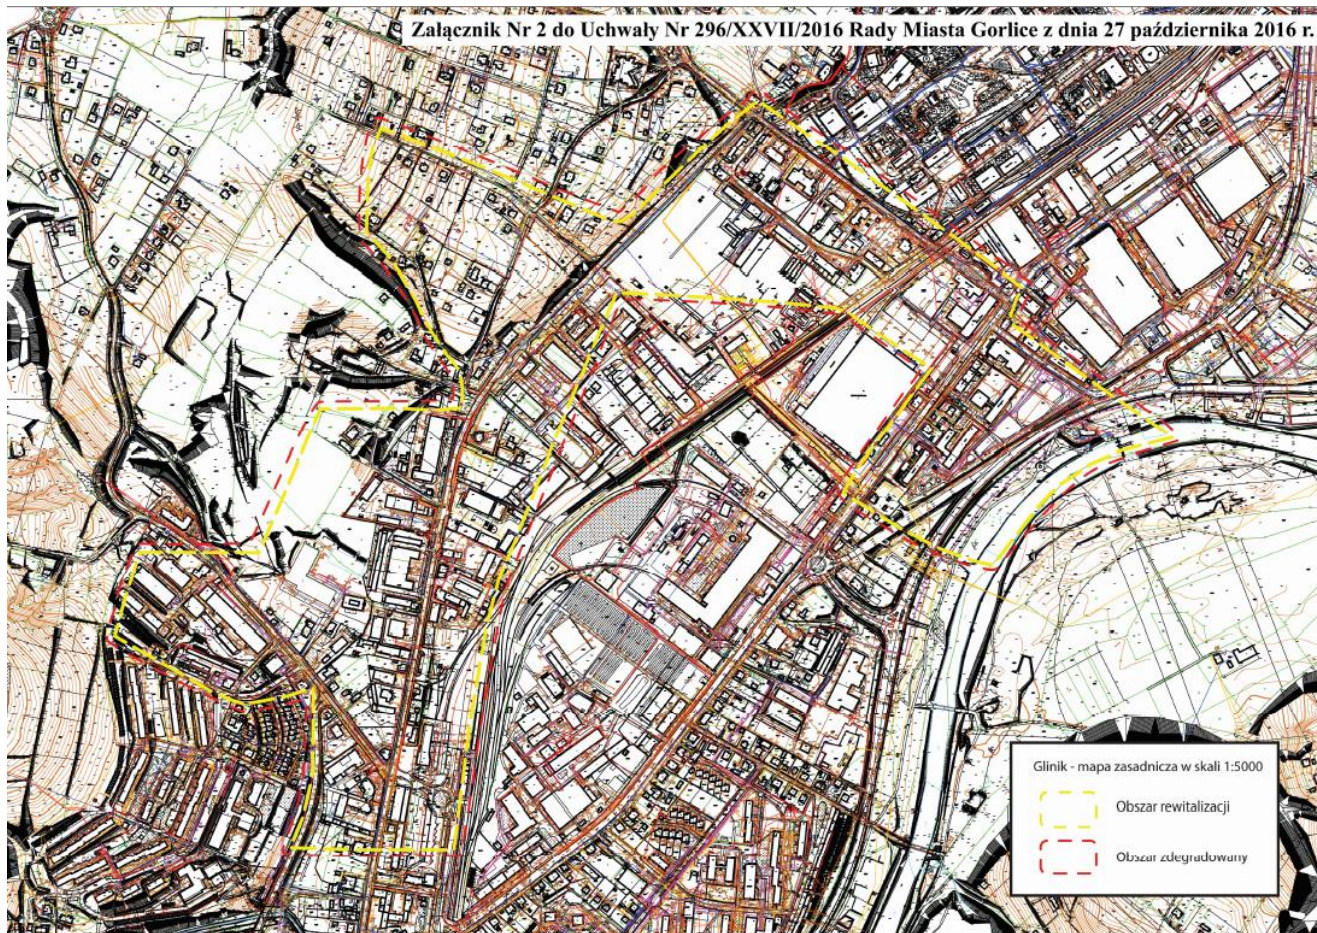 Załącznik Nr 2 do Uchwały Nr 296/XXVII/2016 Rady Miasta Gorlice z dnia 27 października 2016 r.
Glinik - mapa zasadnicza w skali 1:5000
Obszar rewitalizacji
Obszar zdegradowany